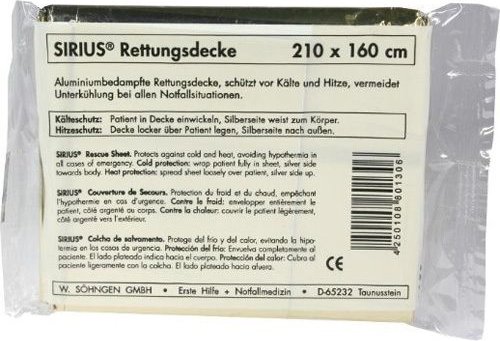 SIRIUS® Rettungsdecke 210 x 160 cm
Aluminiumbedampfte Rettungsdecke, schützt vor Kälte und Hitze, vermeidet
Unterkühlung bei allen Notfallsituationen.
Kälteschutz: Patient in Decke einwickeln, Silberseite weist zum Körper.
Hitzeschutz: Decke locker über Patient legen, Silberseite nach außen.
SIRIUS® Rescue Sheet. Protects against cold and heat, avoiding hypothermia in
all cases of emergency. Cold protection: wrap patient fully in sheet, silver side
towards body. Heat protection: spread sheet loosely over patient, silver side up.
SIRIUS® Couverture de Secours. Protection du froid et du chaud, empêchant
l'hypothermie en cas d'urgence. Contre le froid: envelopper entièrement le
patient, côté argenté au corps. Contre la chaleur: couvrir le patient légèrement,
côté argenté vers l'extérieur.
SIRIUS® Colcha de salvamento. Protege del frío y del calor, evitando la hipo-
termia en los casos de urgencia. Protección del frío: Envuelva completamente
el paciente. El lado plateado indica hacia el cuerpo. Protección del calor: Cubra al
paciente ligeramente con la colcha. El lado plateado hacia afuera.
4 250108 801306
CE
W. SÖHNGEN GMBH • Erste Hilfe + Notfallmedizin • D-65232 Taunusstein